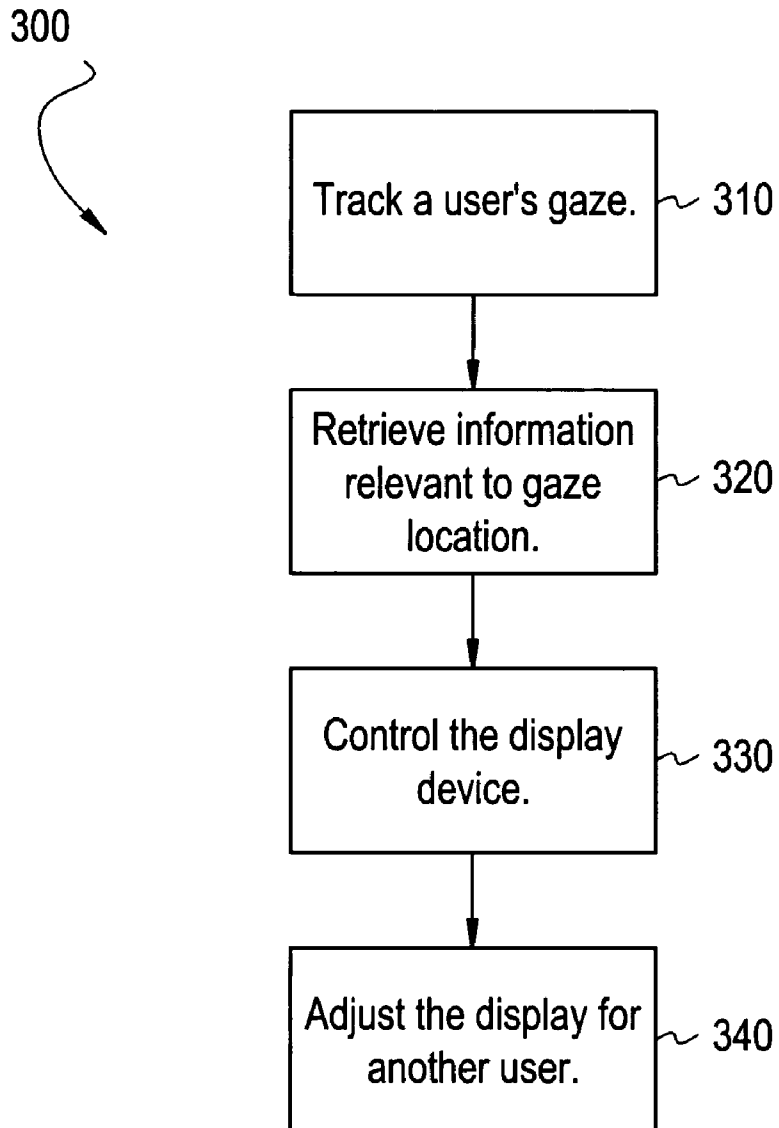 300
Track a user's gaze.
310
Retrieve information
relevant to gaze
location.
320
Control the display
device.
330
Adjust the display for
another user.
340